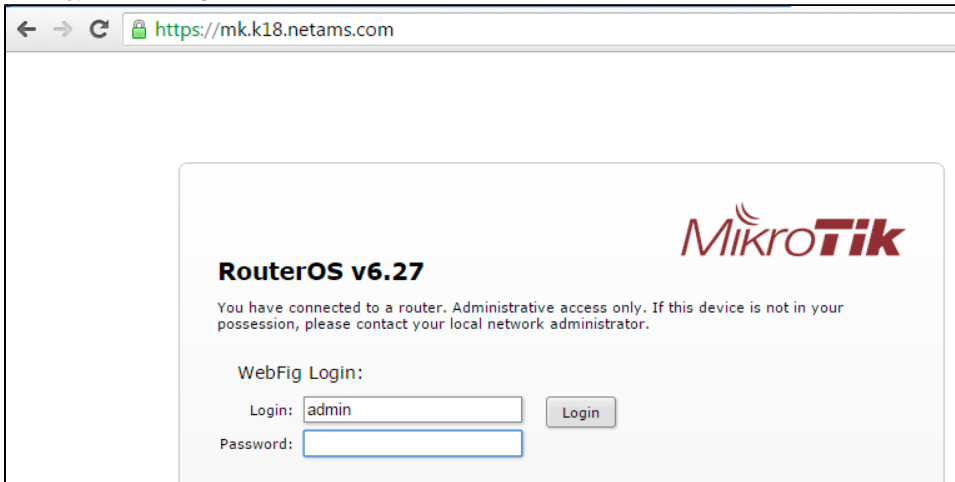 https://mk.k18.netams.com
MikroTik
RouterOS v6.27
You have connected to a router. Administrative access only. If this device is not in your
possession, please contact your local network administrator.
WebFig Login:
Login: admin Login
Password: